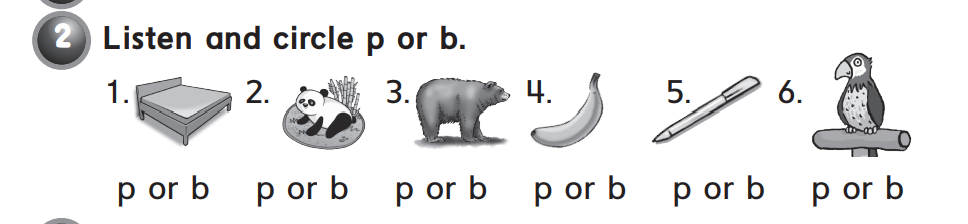 2 Listen and circle p or b.
1. 2. 3. 4. 5. 6.
p or b p or b p or b p or b p or b p or b